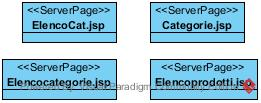 <<ServerPage>>
ElencoCat.jsp
<<ServerPage>>
Categorie.jsp
<<ServerPage>>
Elencocategorie.jsp
<<ServerPage>>
Elencoprodotti.jsp